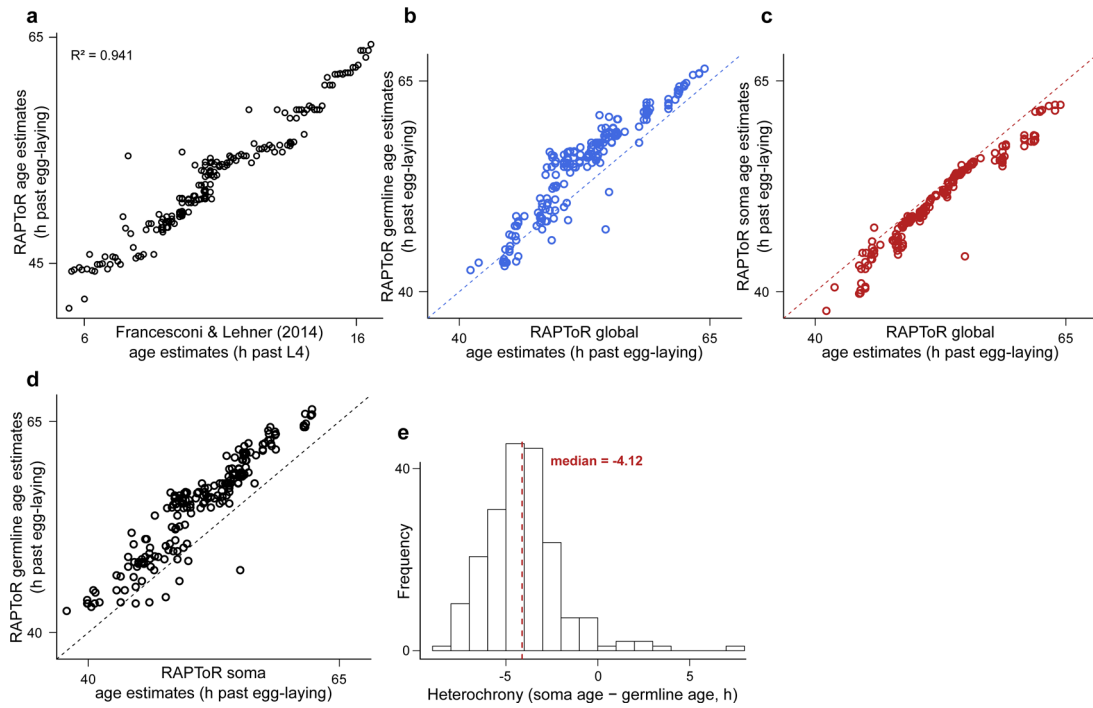 a
65
R² = 0.941
RAPToR age estimates
(h past egg-laying)
45
6
16
Francesconi & Lehner (2014)
age estimates (h past L4)
b
RAPToR germline age estimates
(h past egg-laying)
65
40
40
65
RAPToR global
age estimates (h past egg-laying)
c
RAPToR soma age estimates
(h past egg-laying)
65
40
40
65
RAPToR global
age estimates (h past egg-laying)
d
RAPToR germline age estimates
(h past egg-laying)
65
40
40
65
RAPToR soma
age estimates (h past egg-laying)
e
median = -4.12
40
Frequency
0
-5
0
5
Heterochrony (soma age − germline age, h)